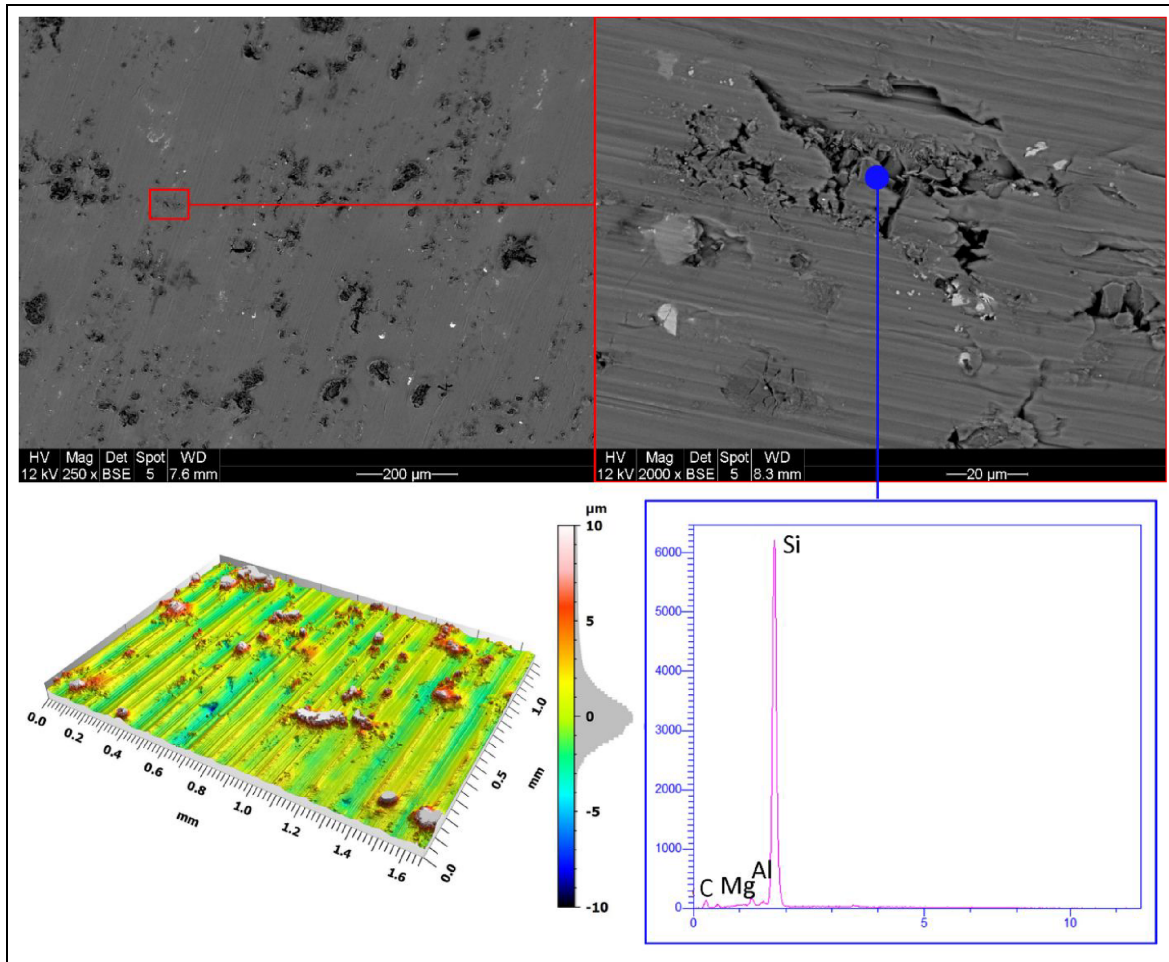 HV Mag Det Spot WD
12 kV 250 x BSE 5 7.6 mm 200 µm
HV Mag Det Spot WD
12 kV 2000 x BSE 5 8.3 mm 20 µm
µm
10
5
0
-5
-10
0.0 0.2 0.4 0.6 0.8 1.0 1.2 1.4 1.6
mm
1.0
0.5
0.0
mm
6000
5000
4000
3000
2000
1000
0
Si
C Mg Al
0 5 10